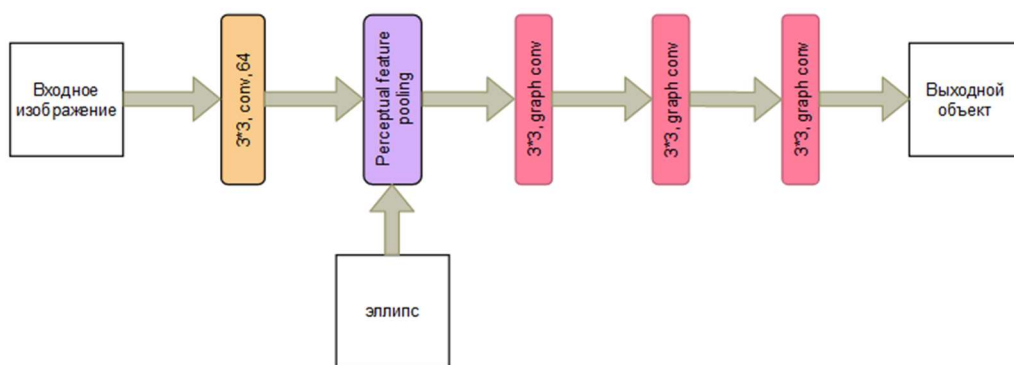 Входное
изображение
3*3, conv, 64
Perceptual feature
pooling
3*3, graph conv
3*3, graph conv
3*3, graph conv
Выходной
объект
эллипс